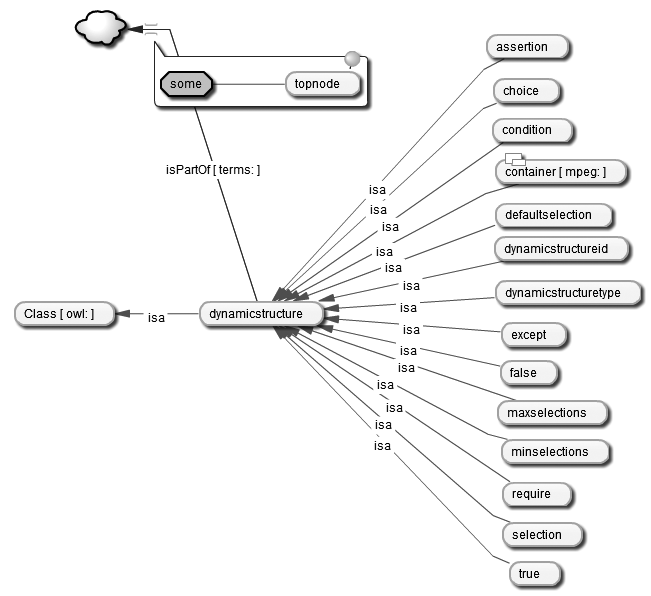 assertion
choice
some
topnode
condition
isPartOf [ terms: ]
container [ mpeg: ]
isa
isa
defaultselection
isa
dynamicstructureid
isa
isa
isa
dynamicstructuretype
Class [ owl: ]
isa
dynamicstructure
isa
isa
except
isa
false
isa
isa
maxselections
isa
isa
minselections
isa
require
selection
true